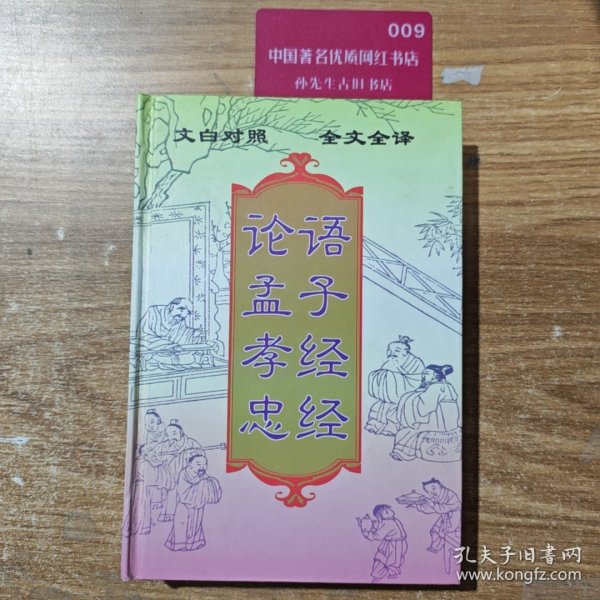 009
中国著名优质网红书店
孙先生古旧书店
文白对照 全文全译
论语
孟子
孝经
忠经
孔夫子旧书网
www.kongfz.com